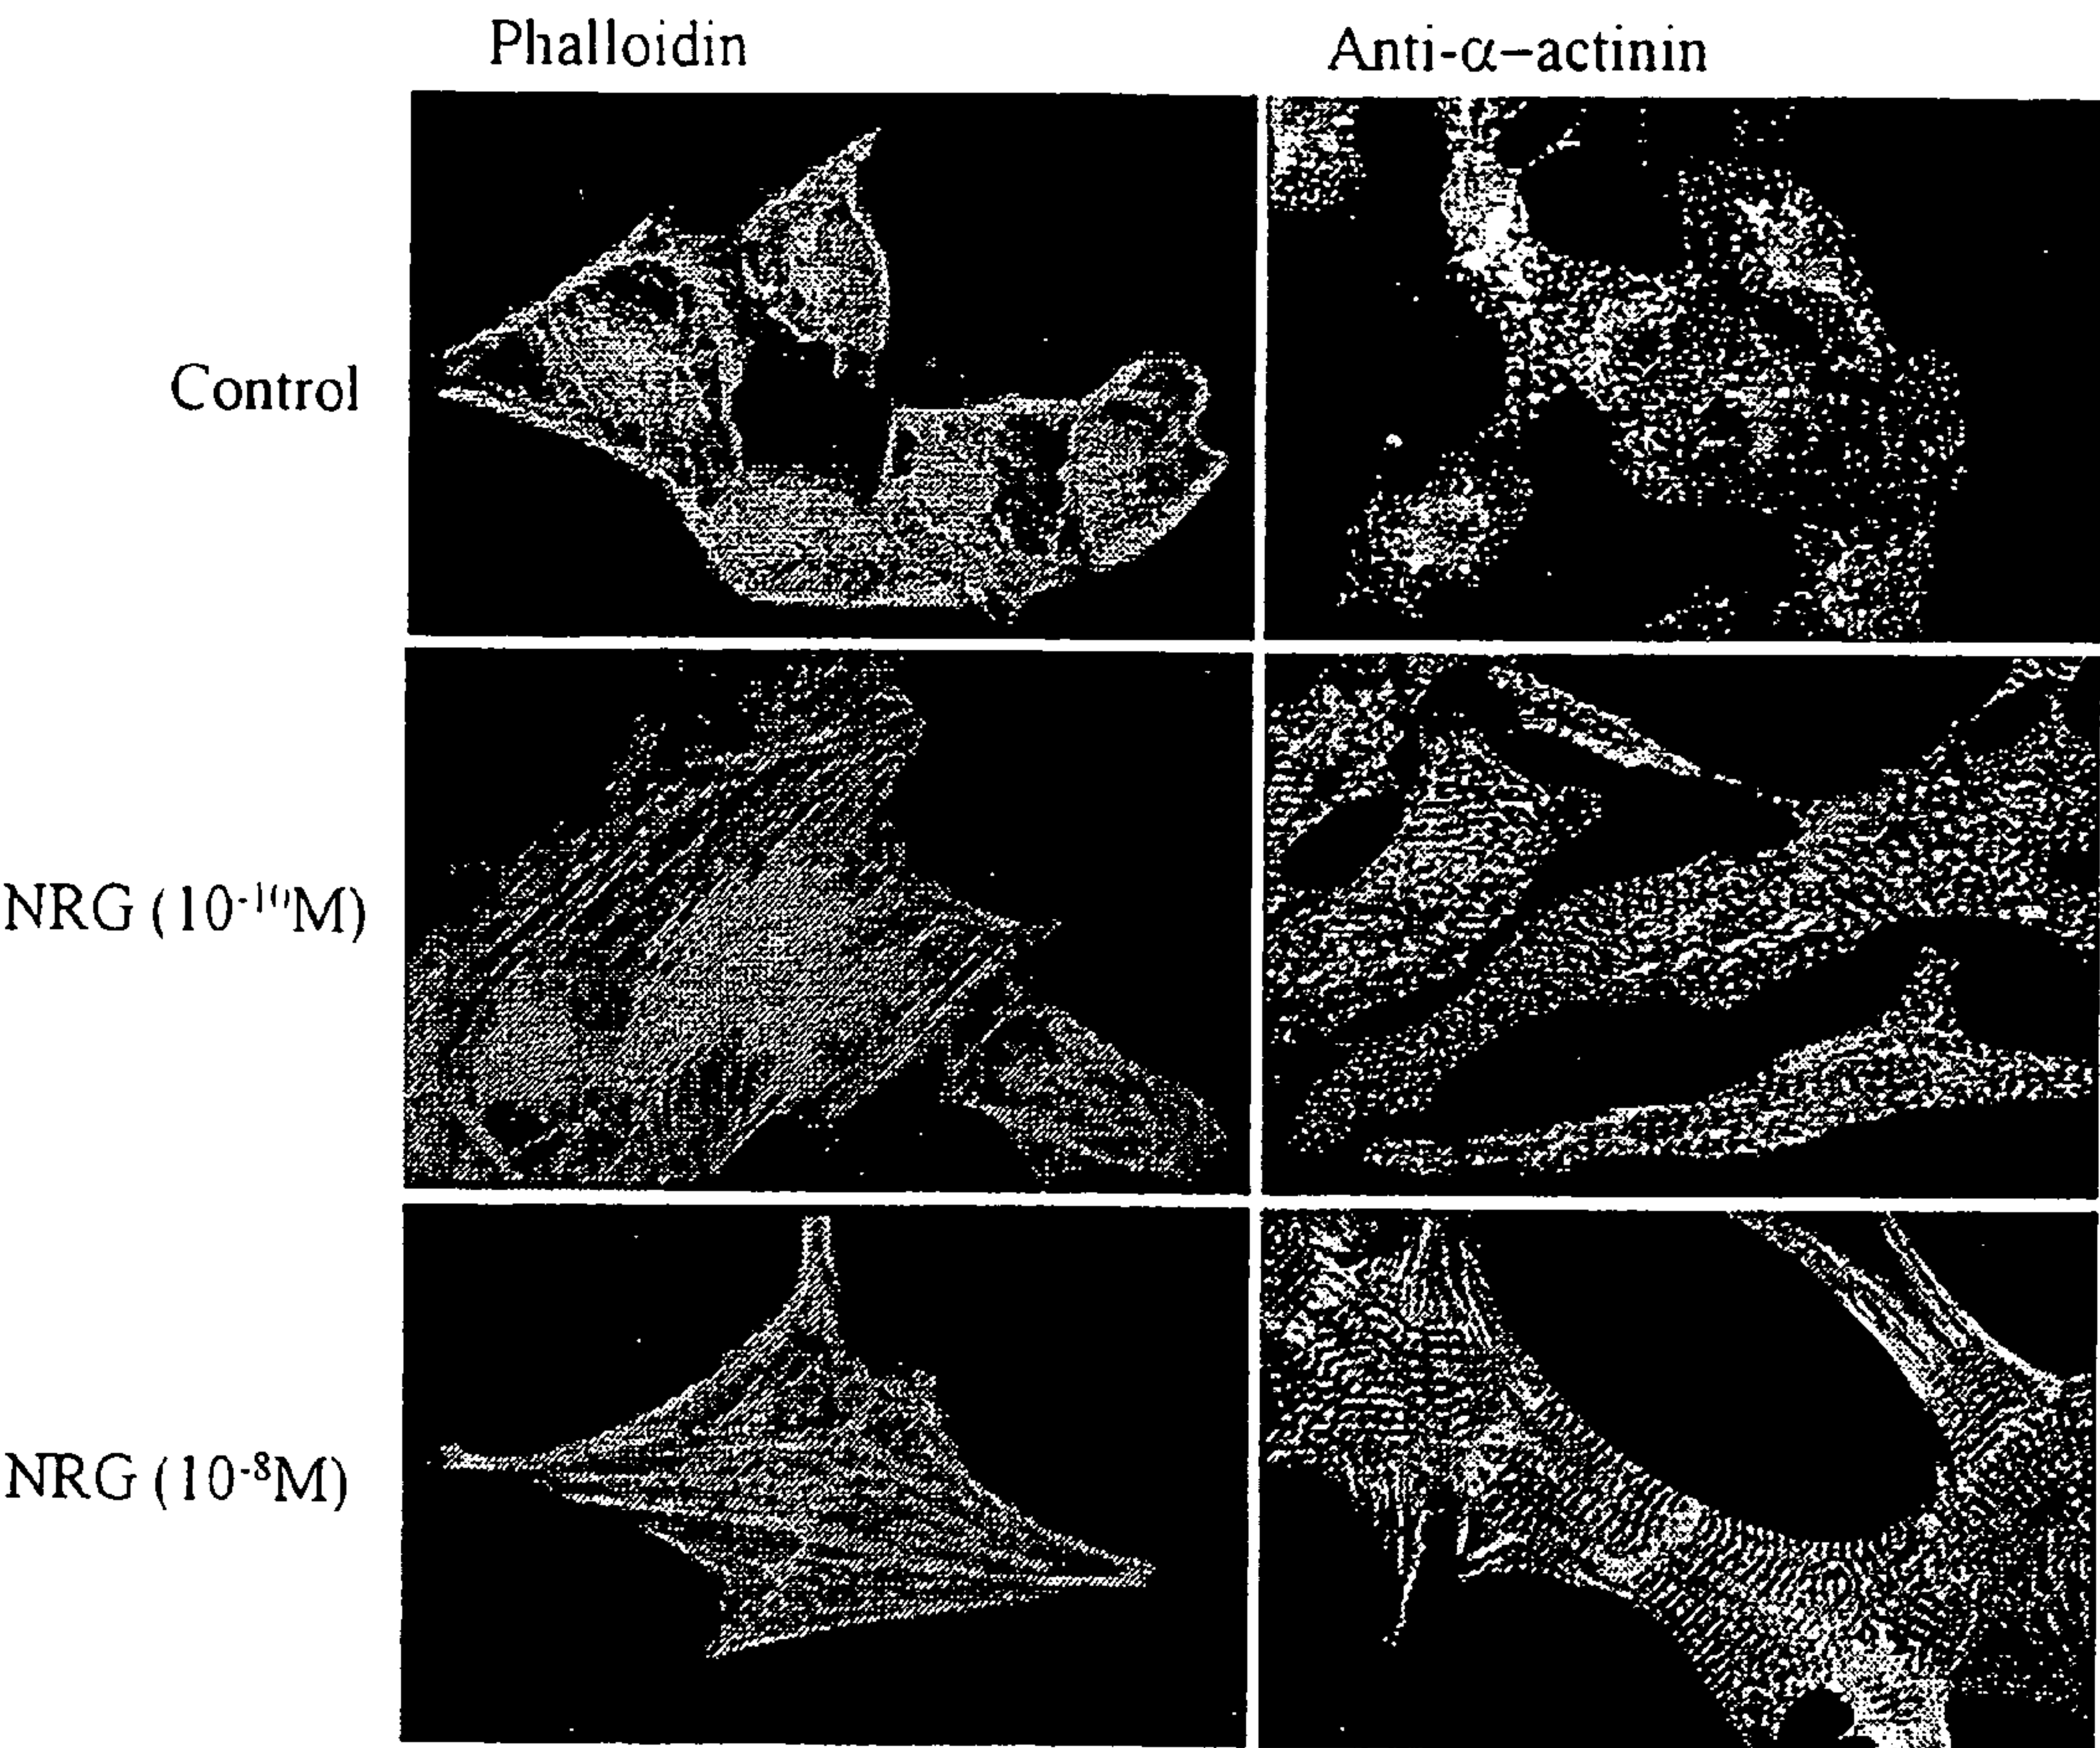 Phalloidin
Anti-α–actinin
Control
NRG (10⁻¹⁰M)
NRG (10⁻⁸M)